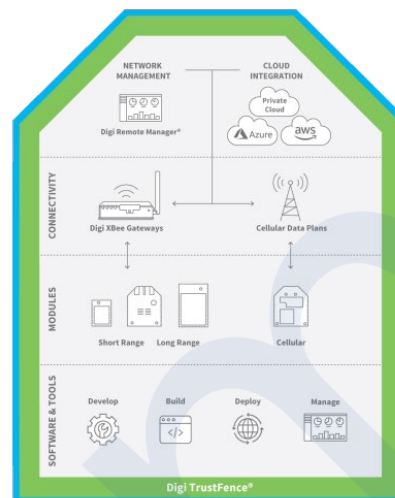 NETWORK
MANAGEMENT
CLOUD
INTEGRATION
Digi Remote Manager®
Private
Cloud
Azure
aws
CONNECTIVITY
Digi XBee Gateways
Cellular Data Plans
MODULES
Short Range
Long Range
Cellular
SOFTWARE & TOOLS
Develop
Build
Deploy
Manage
</>
Digi TrustFence®